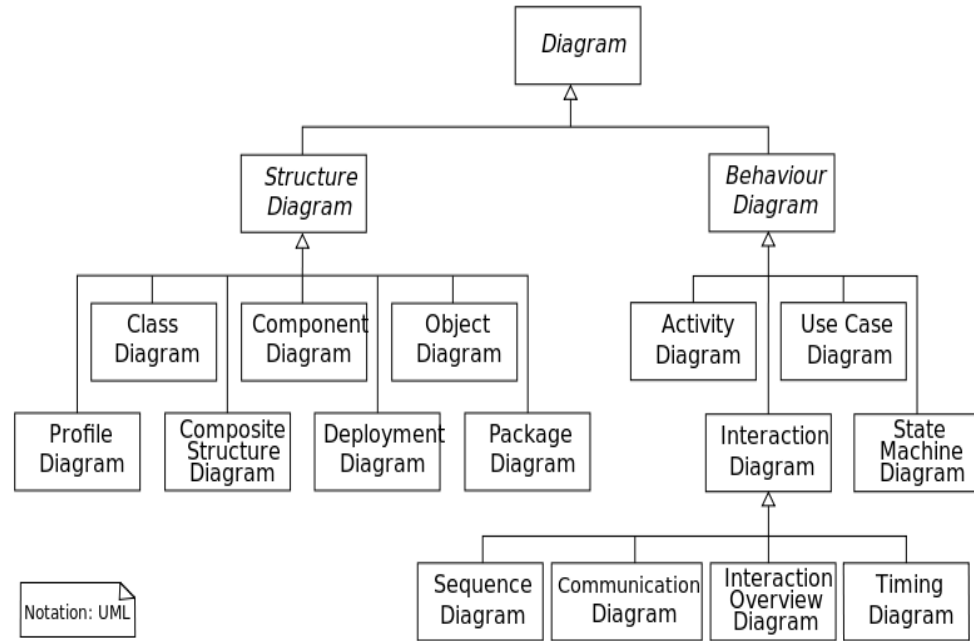 Diagram
Structure
Diagram
Behaviour
Diagram
Class
Diagram
Component
Diagram
Object
Diagram
Activity
Diagram
Use Case
Diagram
Profile
Diagram
Composite
Structure
Diagram
Deployment
Diagram
Package
Diagram
Interaction
Diagram
State
Machine
Diagram
Sequence
Diagram
Communication
Diagram
Interaction
Overview
Diagram
Timing
Diagram
Notation: UML